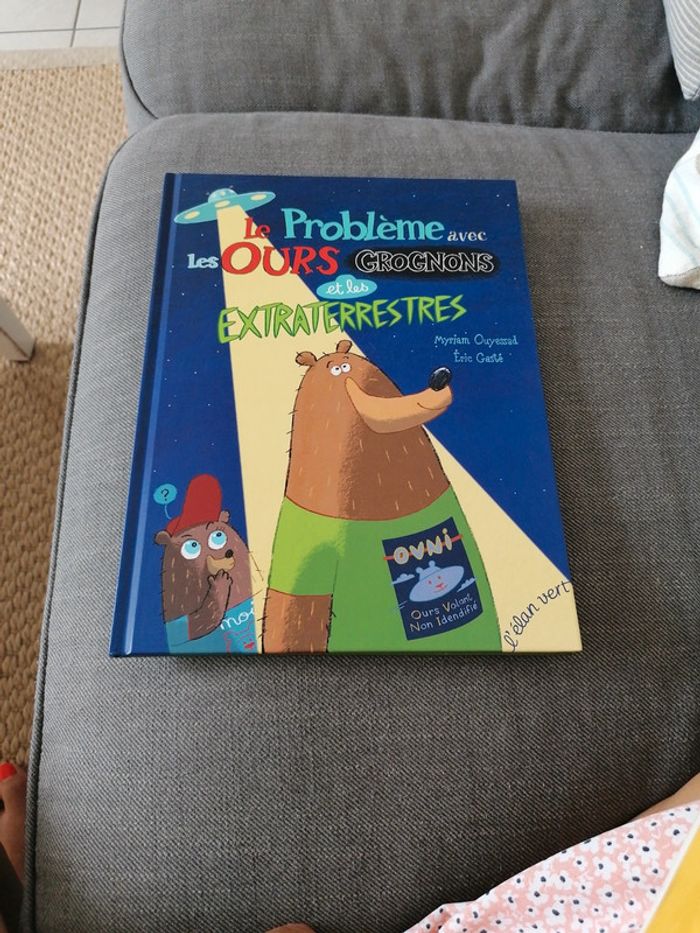 Le Problème avec
les OURS GROGNONS
et les
EXTRATERRESTRES
Myriam Ouyessad
Éric Gasté
?
OVNI
Ours Volant
Non Idendifié
moi
l'élan vert